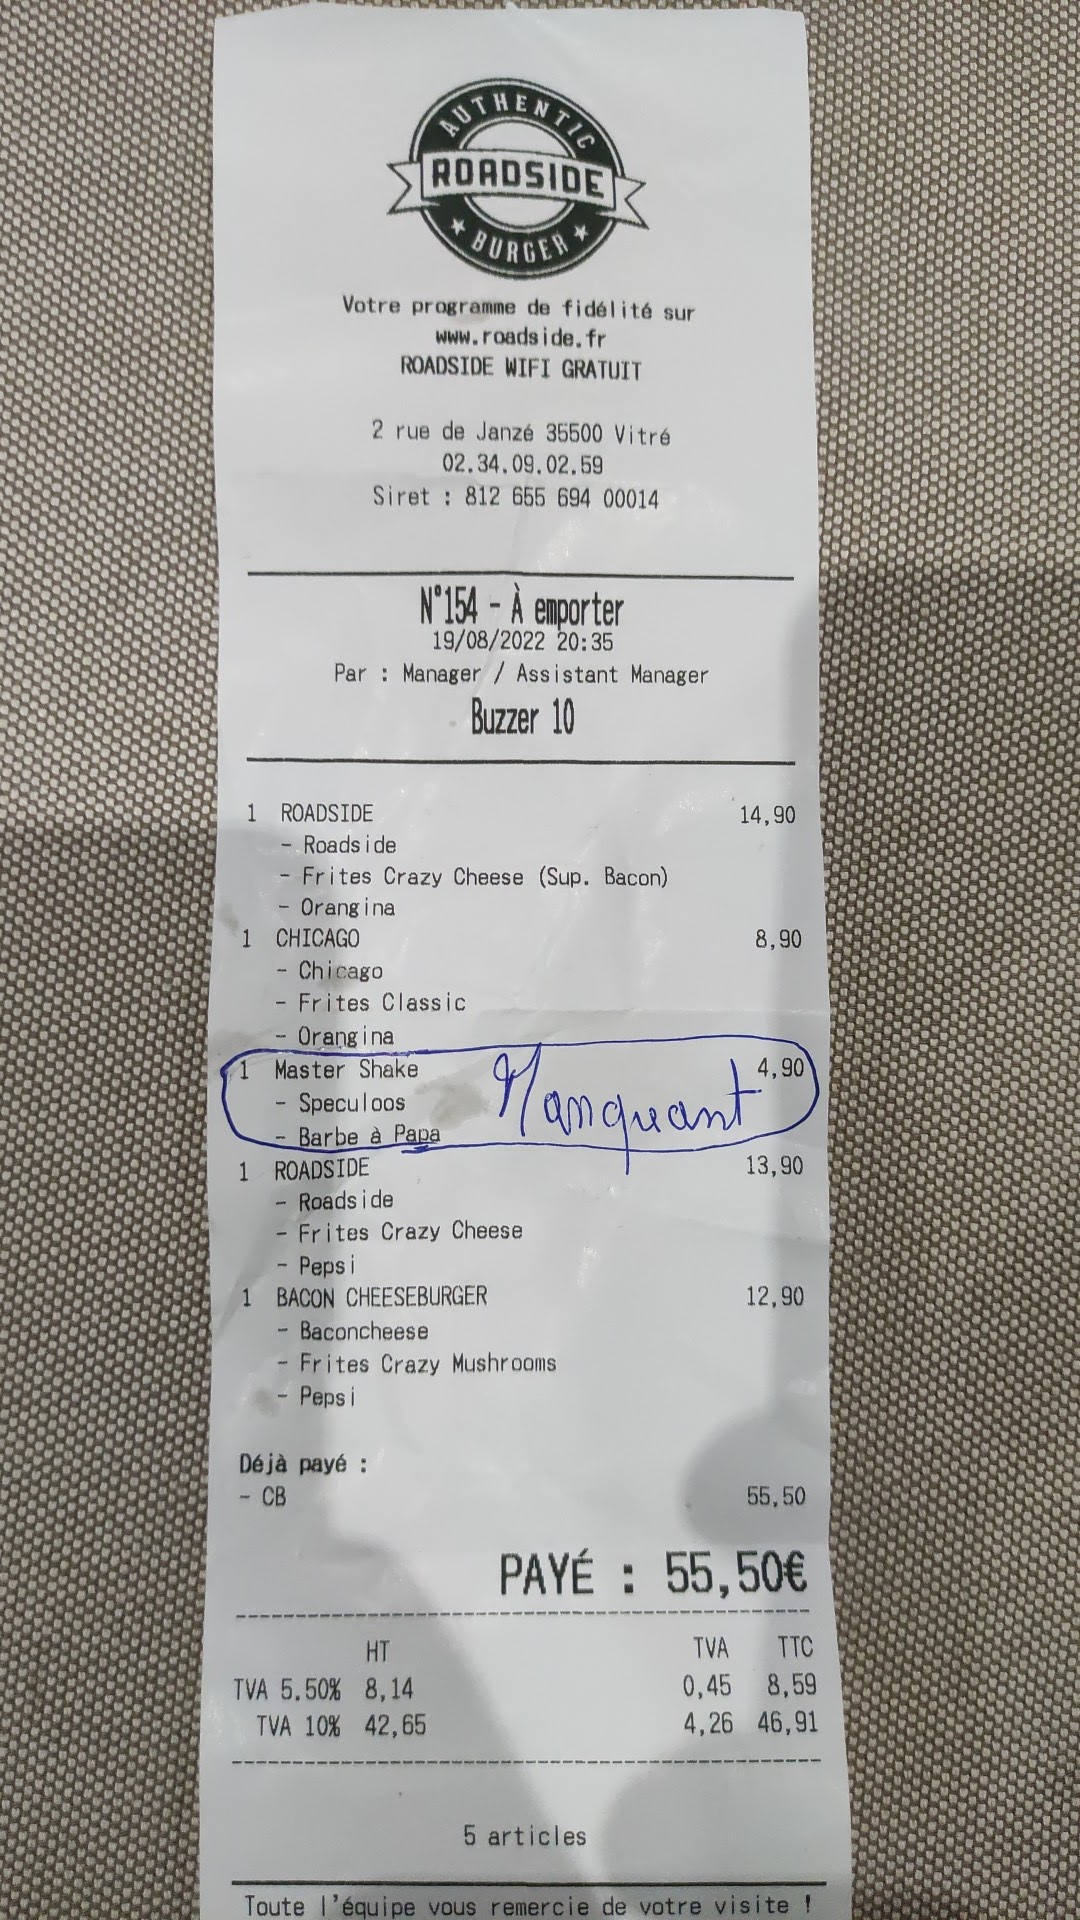 AUTHENTIC
ROADSIDE
BURGER
Votre programme de fidélité sur
www.roadside.fr
ROADSIDE WIFI GRATUIT
2 rue de Janzé 35500 Vitré
02.34.09.02.59
Siret : 812 655 694 00014
N°154 - À emporter
19/08/2022 20:35
Par : Manager / Assistant Manager
Buzzer 10
1 ROADSIDE 14,90
- Roadside
- Frites Crazy Cheese (Sup. Bacon)
- Orangina
1 CHICAGO 8,90
- Chicago
- Frites Classic
- Orangina
1 Master Shake 4,90
- Speculoos
Manquant
- Barbe à Papa
1 ROADSIDE 13,90
- Roadside
- Frites Crazy Cheese
- Pepsi
1 BACON CHEESEBURGER 12,90
- Baconcheese
- Frites Crazy Mushrooms
- Pepsi
Déjà payé :
- CB 55,50
PAYÉ : 55,50€
HT TVA TTC
TVA 5.50% 8,14 0,45 8,59
TVA 10% 42,65 4,26 46,91
5 articles
Toute l'équipe vous remercie de votre visite !